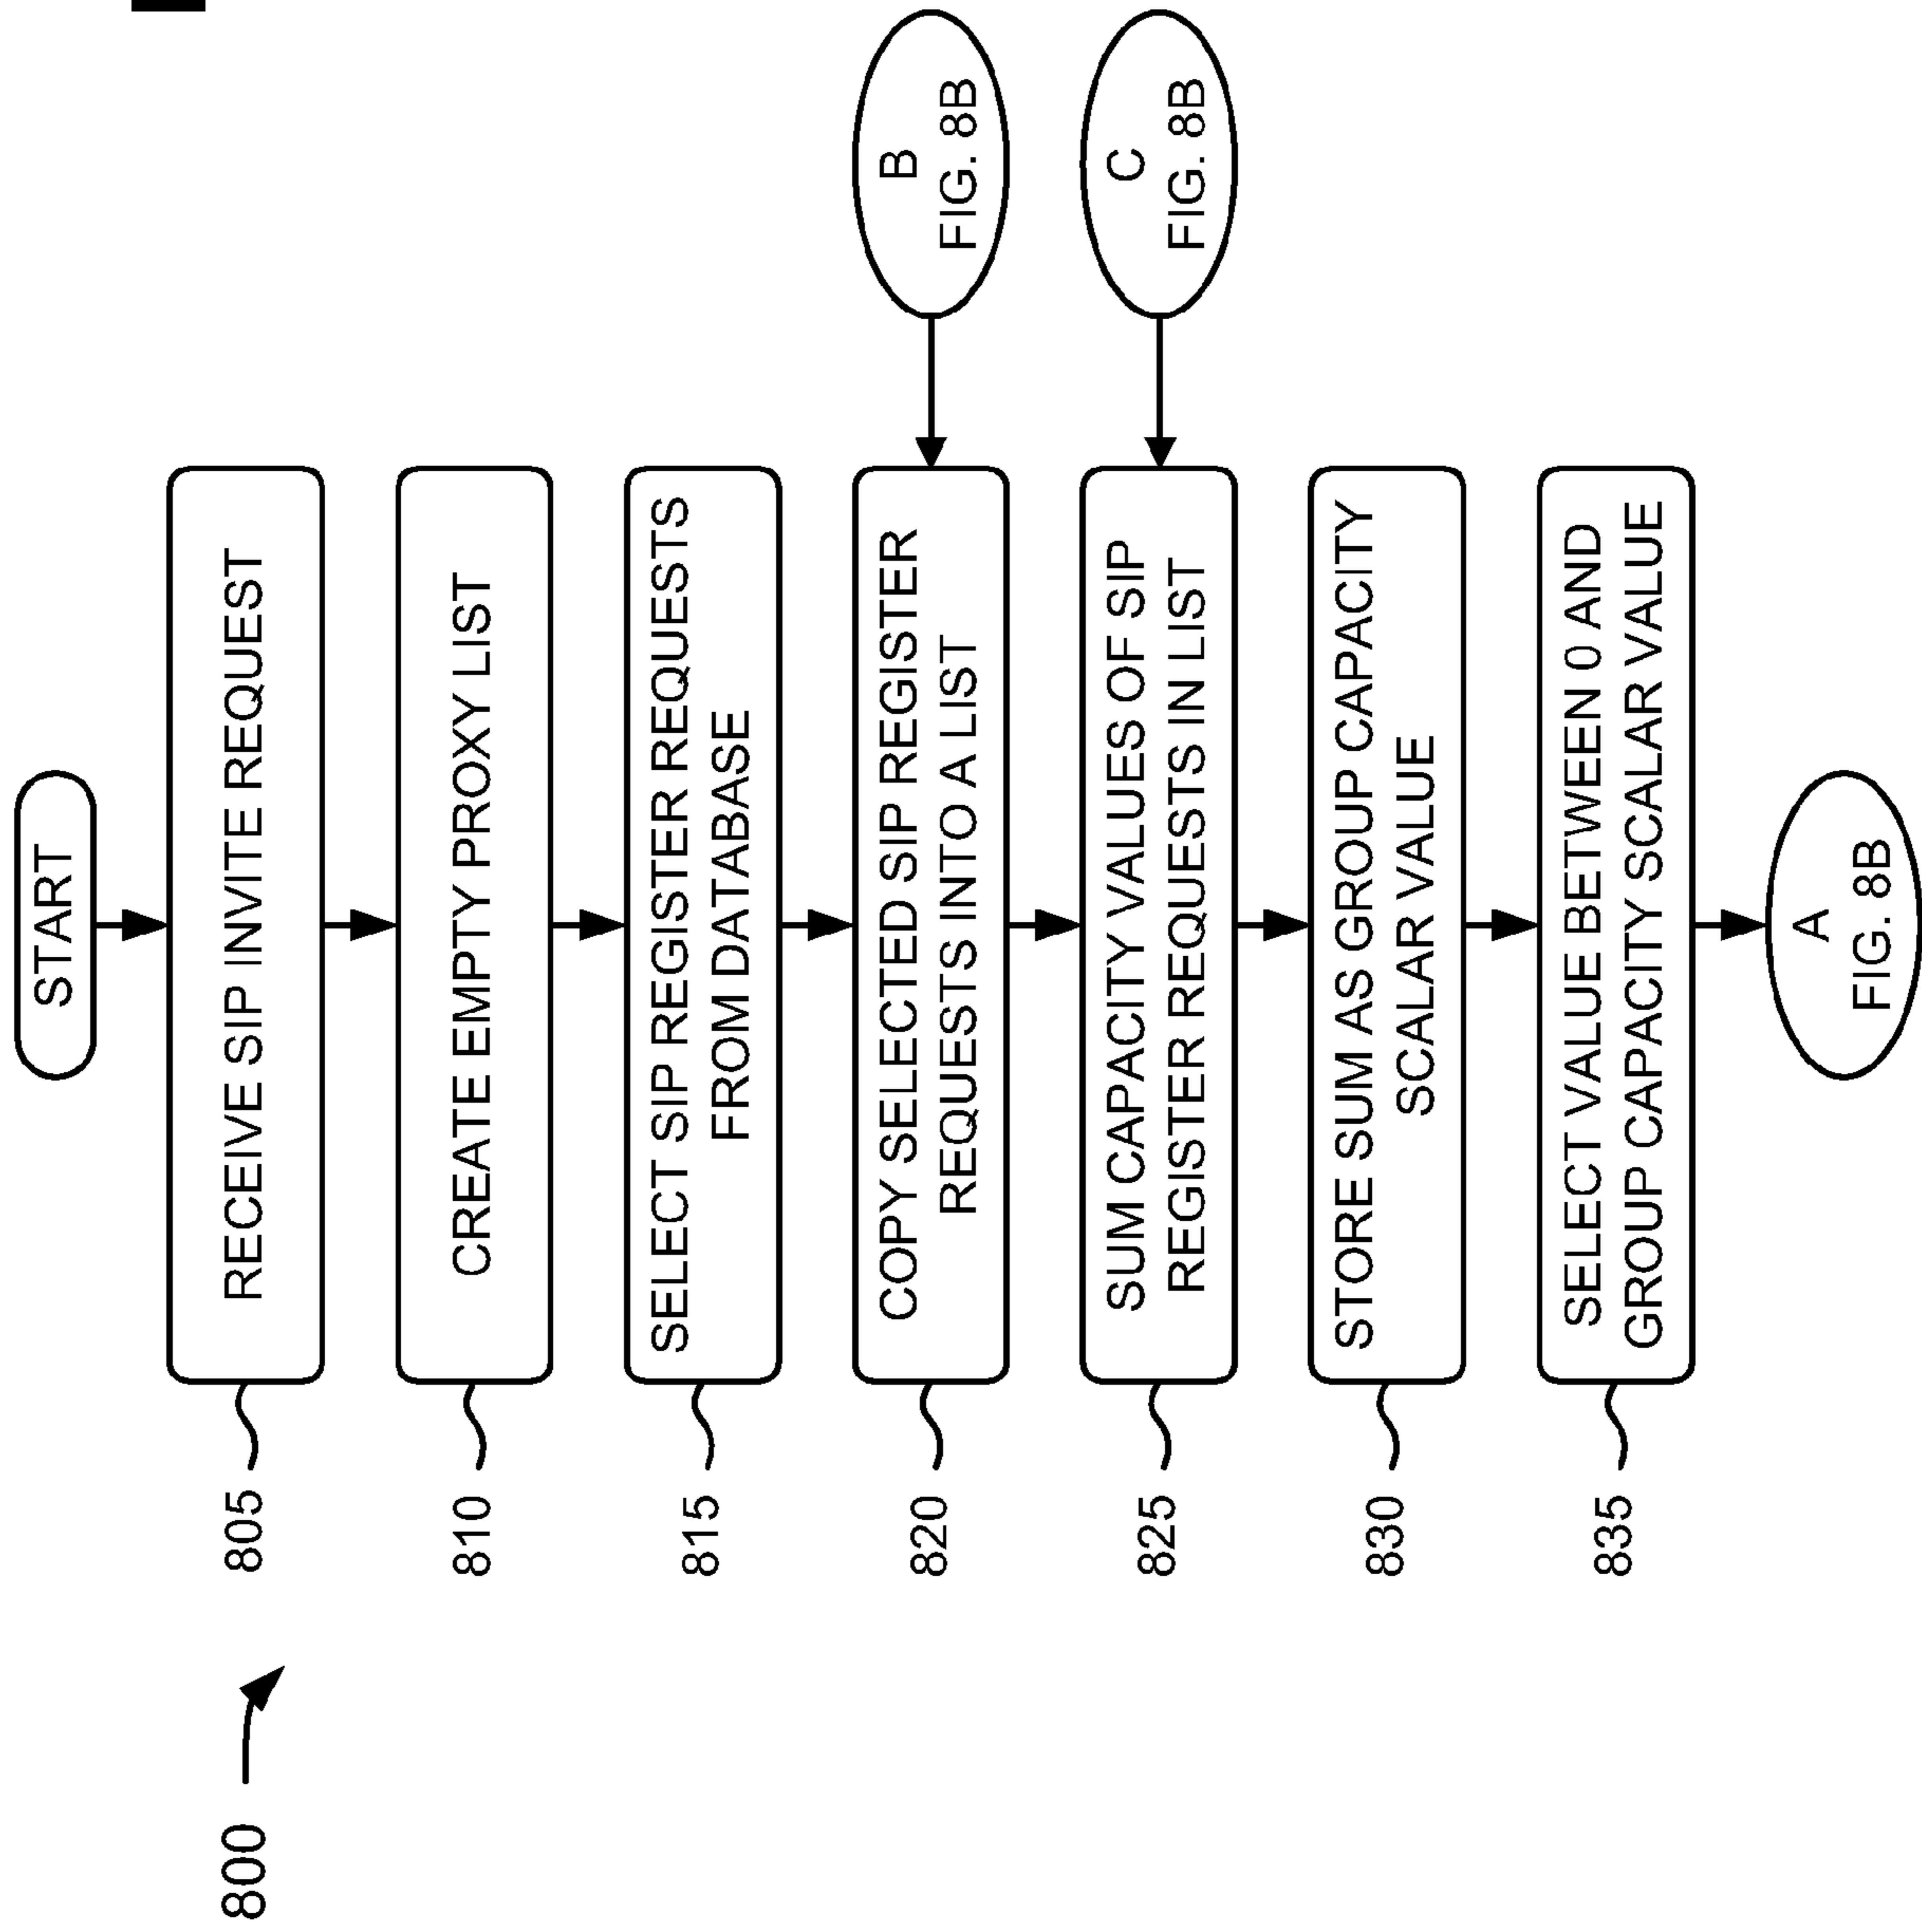 800
START
805
RECEIVE SIP INVITE REQUEST
810
CREATE EMPTY PROXY LIST
815
SELECT SIP REGISTER REQUESTS
FROM DATABASE
820
COPY SELECTED SIP REGISTER
REQUESTS INTO A LIST
B
FIG. 8B
825
SUM CAPACITY VALUES OF SIP
REGISTER REQUESTS IN LIST
C
FIG. 8B
830
STORE SUM AS GROUP CAPACITY
SCALAR VALUE
835
SELECT VALUE BETWEEN 0 AND
GROUP CAPACITY SCALAR VALUE
A
FIG. 8B